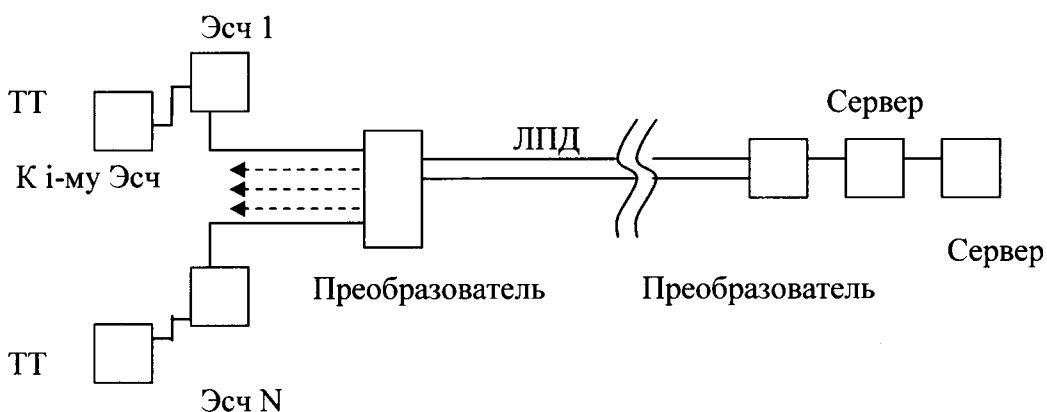 Эсч 1
ТТ
Сервер
ЛПД
К i-му Эсч
Сервер
Преобразователь
Преобразователь
ТТ
Эсч N